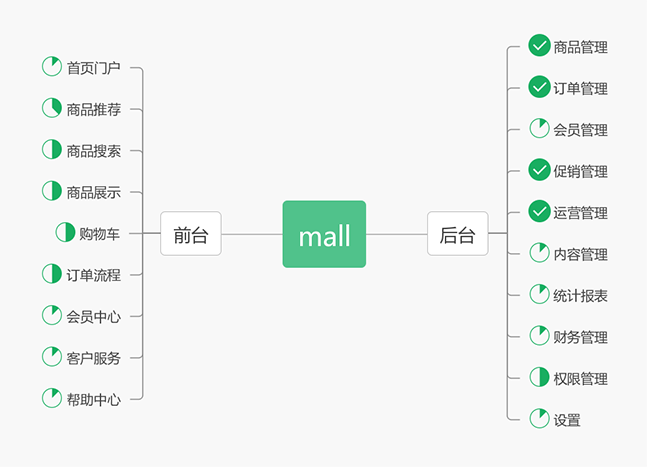 首页门户
商品推荐
商品搜索
商品展示
购物车
订单流程
会员中心
客户服务
帮助中心
前台
mall
后台
商品管理
订单管理
会员管理
促销管理
运营管理
内容管理
统计报表
财务管理
权限管理
设置